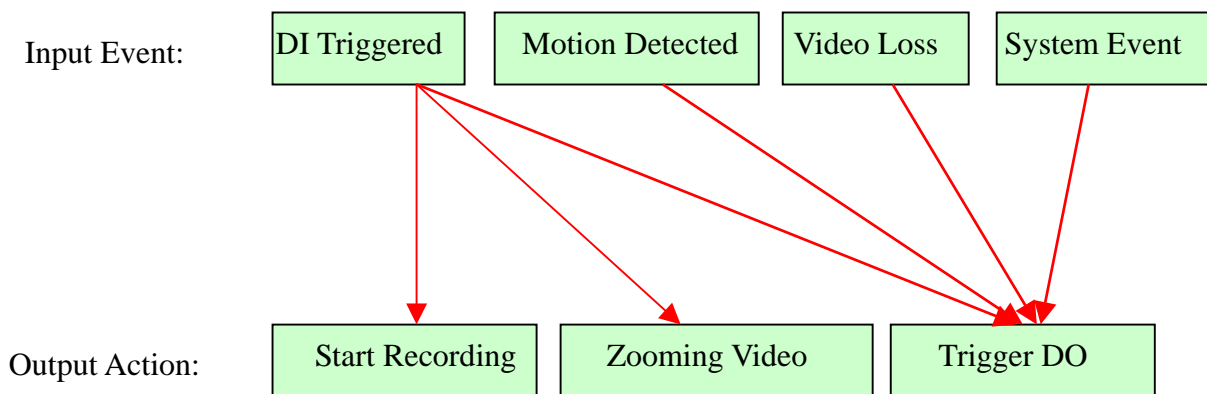 Input Event: DI Triggered Motion Detected Video Loss System Event
Output Action: Start Recording Zooming Video Trigger DO